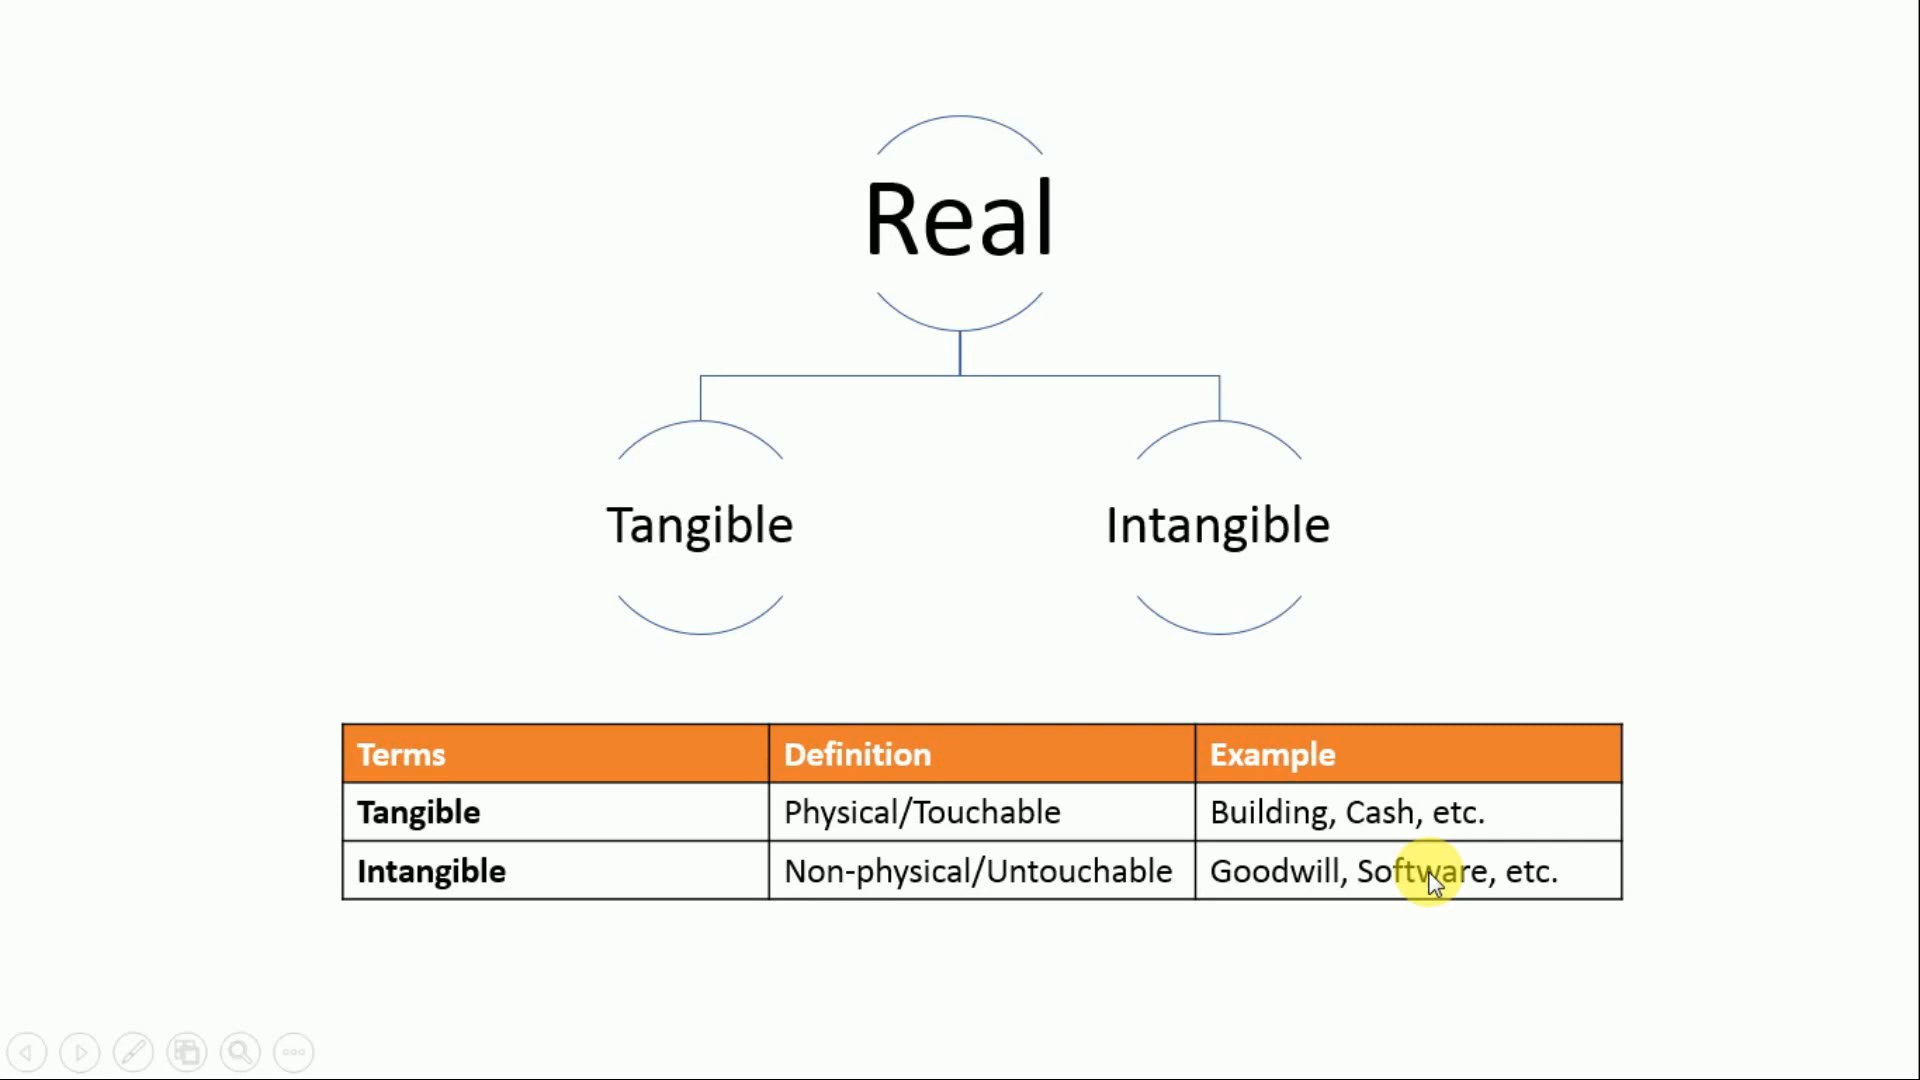 Real
Tangible
Intangible
Terms
Definition
Example
Tangible
Physical/Touchable
Building, Cash, etc.
Intangible
Non-physical/Untouchable
Goodwill, Software, etc.